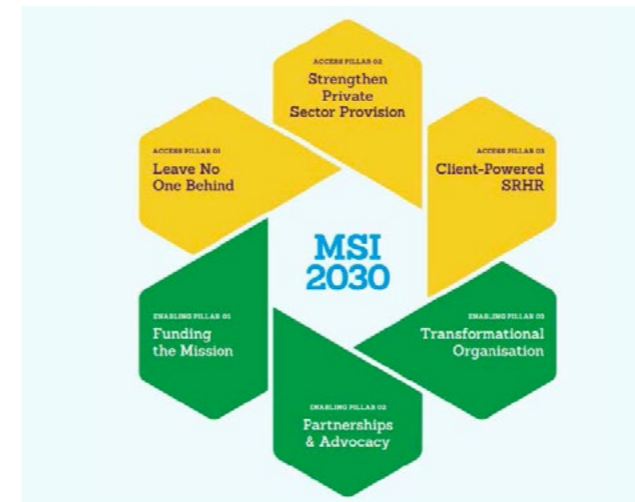 ACCESS PILLAR 02
Strengthen
Private
Sector Provision
ACCESS PILLAR 01
Leave No
One Behind
ACCESS PILLAR 03
Client-Powered
SRHR
MSI
2030
ENABLING PILLAR 01
Funding
the Mission
ENABLING PILLAR 03
Transformational
Organisation
ENABLING PILLAR 02
Partnerships
& Advocacy